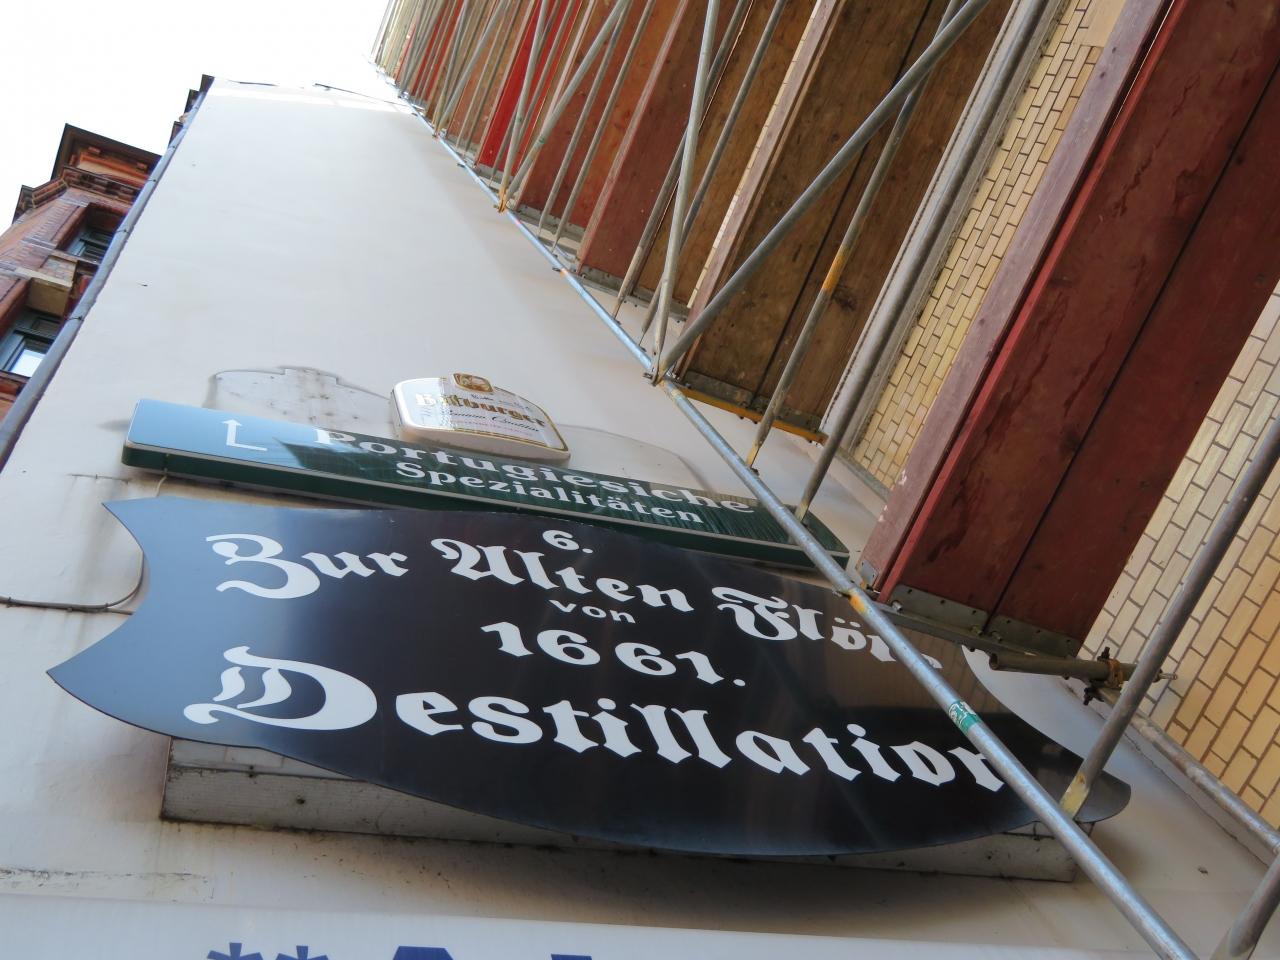 Bitburger
Portugiesiche
Spezialitäten
6.
Zur Alten
von
1661.
Destillation